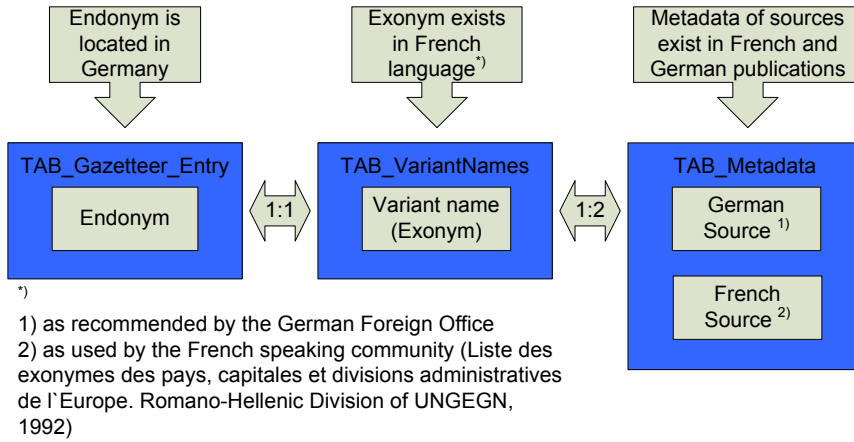 Endonym is
located in
Germany
Exonym exists
in French
language*)
Metadata of sources
exist in French and
German publications
TAB_Gazetteer_Entry
Endonym
1:1
TAB_VariantNames
Variant name
(Exonym)
1:2
TAB_Metadata
German
Source 1)
French
Source 2)
*)
1) as recommended by the German Foreign Office
2) as used by the French speaking community (Liste des
exonymes des pays, capitales et divisions administratives
de l`Europe. Romano-Hellenic Division of UNGEGN,
1992)